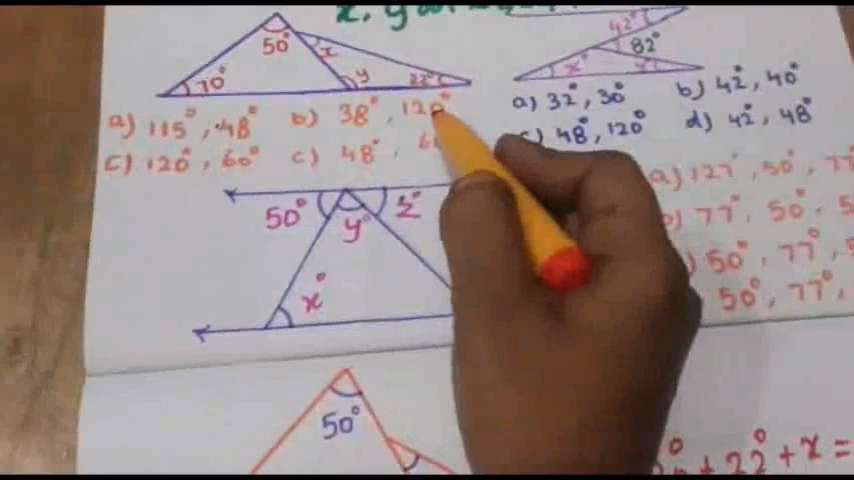 50° 70° x y 22°
42° 82° x°
a) 115°, 48° b) 38°, 120°
c) 120°, 60° c) 48°,
a) 32°, 30° b) 42°, 40°
48°, 120° d) 42°, 48°
50° y° z°
x°
a) 127°, 50°, 77°
77°, 50°,
50°, 77°,
50°, 77°,
50°
+ 22° + x =